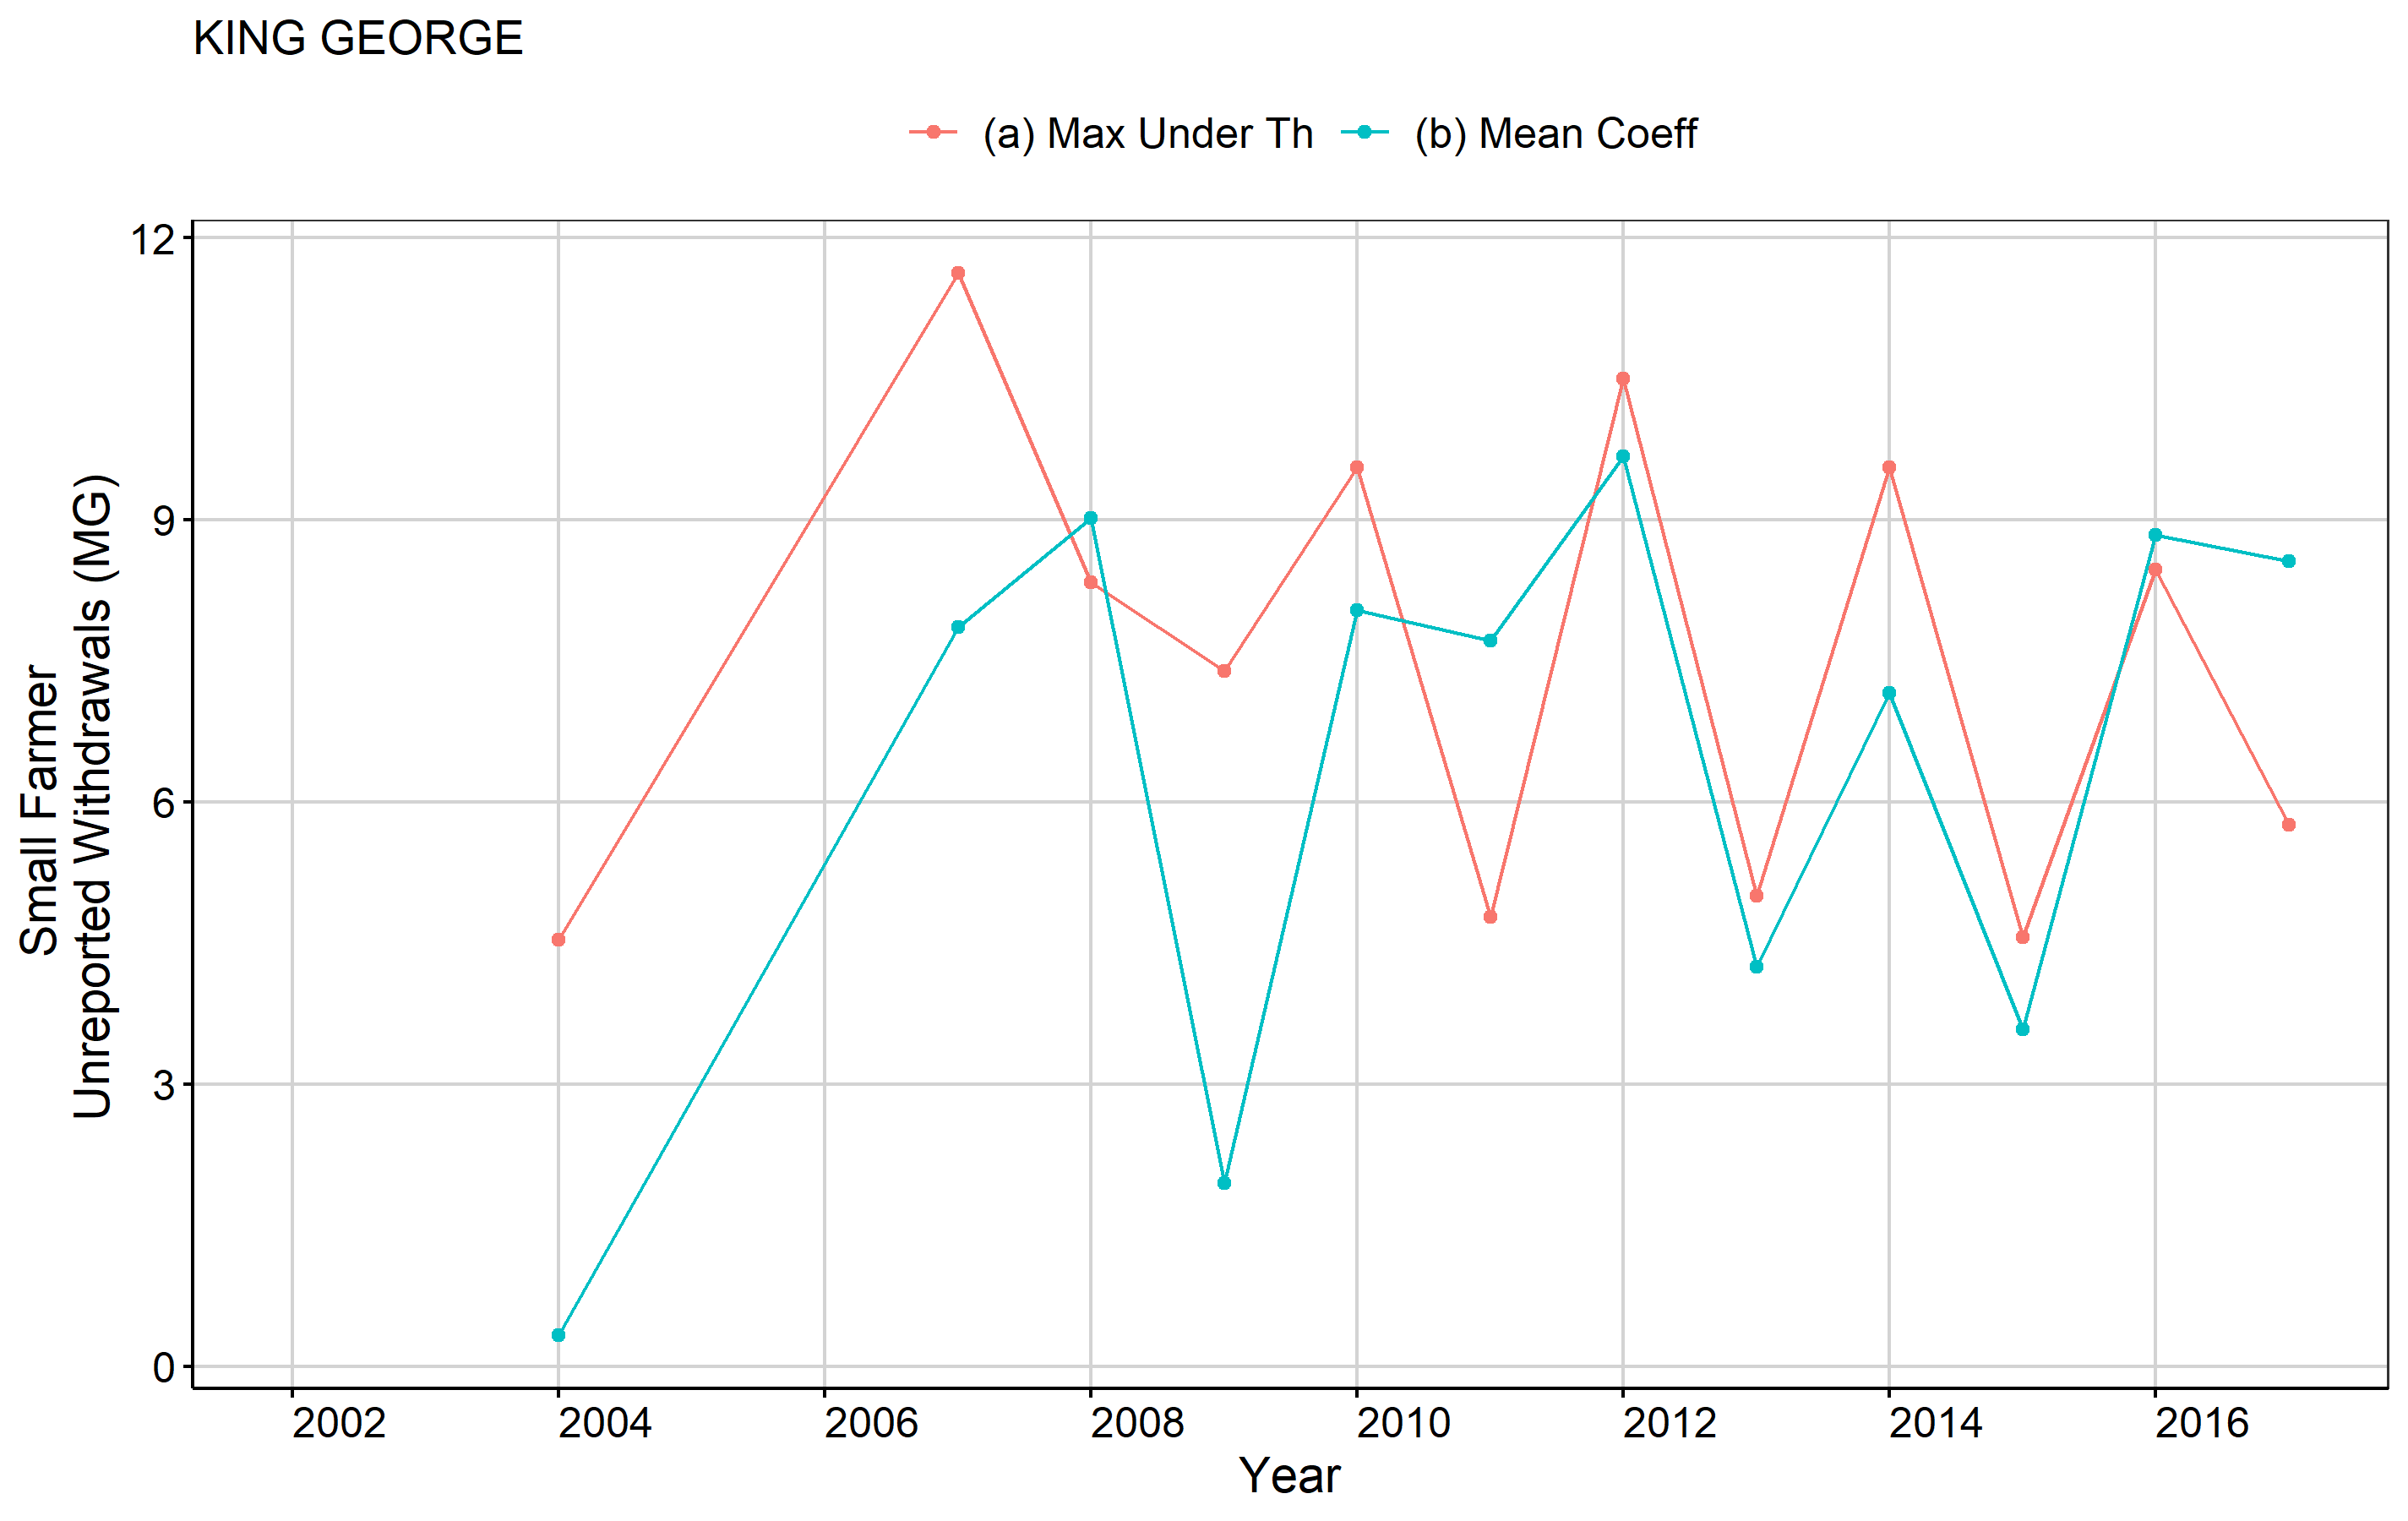 KING GEORGE
(a) Max Under Th (b) Mean Coeff
Small Farmer
Unreported Withdrawals (MG)
12
9
6
3
0
2002 2004 2006 2008 2010 2012 2014 2016
Year